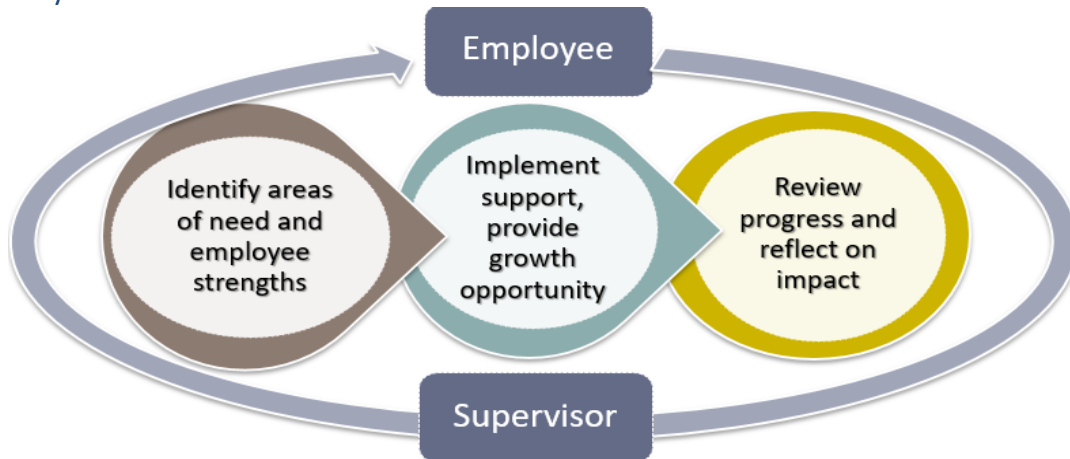 Employee
Identify areas
of need and
employee
strengths
Implement
support,
provide
growth
opportunity
Review
progress and
reflect on
impact
Supervisor